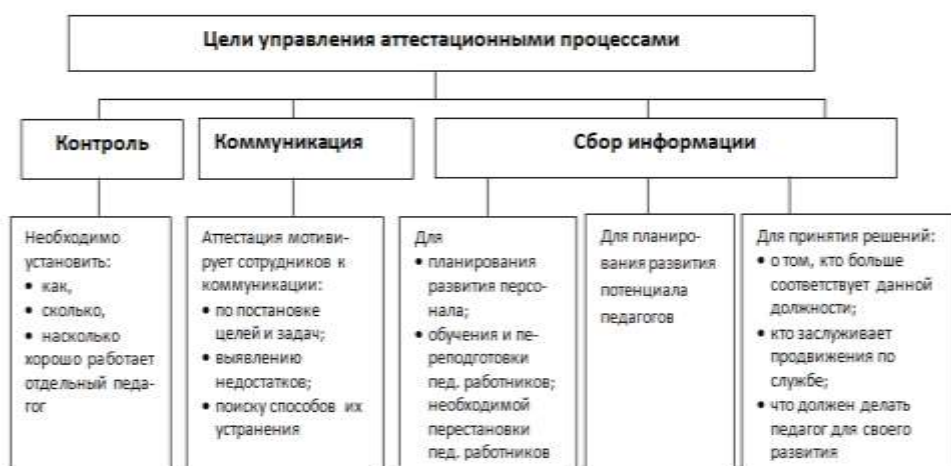 Цели управления аттестационными процессами
Контроль
Коммуникация
Сбор информации
Необходимо
установить:
• как,
• сколько,
• насколько
хорошо работает
отдельный педа-
гог
Аттестация мотиви-
рует сотрудников к
коммуникации:
• по постановке
целей и задач;
• выявлению
недостатков;
• поиску способов их
устранения
Для
• планирования
развития персо-
нала;
• обучения и пе-
реподготовки
пед. работников;
необходимой
перестановки
пед. работников
Для планиро-
вания развития
потенциала
педагогов
Для принятия решений:
• о том, кто больше
соответствует данной
должности;
• кто заслуживает
продвижения по
службе;
• что должен делать
педагог для своего
развития